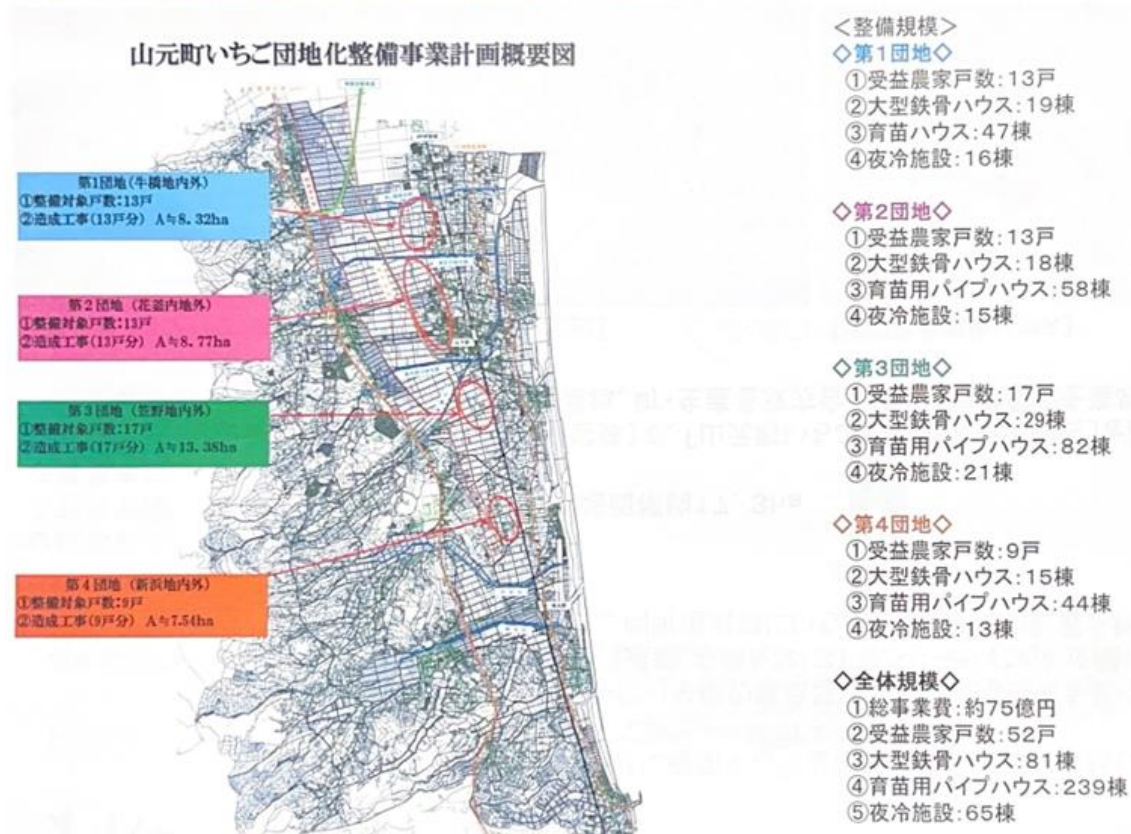 山元町いちご団地化整備事業計画概要図
第1団地(牛橋地内外)
①整備対象戸数:13戸
②造成工事(13戸分) A≒8.32ha
第2団地 (花釜内地外)
①整備対象戸数:13戸
②造成工事(13戸分) A≒8.77ha
第3団地 (笠野地内外)
①整備対象戸数:17戸
②造成工事(17戸分) A≒13.38ha
第4団地 (新浜地内外)
①整備対象戸数:9戸
②造成工事(9戸分) A≒7.54ha
<整備規模>
◇第1団地◇
①受益農家戸数:13戸
②大型鉄骨ハウス:19棟
③育苗ハウス:47棟
④夜冷施設:16棟
◇第2団地◇
①受益農家戸数:13戸
②大型鉄骨ハウス:18棟
③育苗用パイプハウス:58棟
④夜冷施設:15棟
◇第3団地◇
①受益農家戸数:17戸
②大型鉄骨ハウス:29棟
③育苗用パイプハウス:82棟
④夜冷施設:21棟
◇第4団地◇
①受益農家戸数:9戸
②大型鉄骨ハウス:15棟
③育苗用パイプハウス:44棟
④夜冷施設:13棟
◇全体規模◇
①総事業費:約75億円
②受益農家戸数:52戸
③大型鉄骨ハウス:81棟
④育苗用パイプハウス:239棟
⑤夜冷施設:65棟